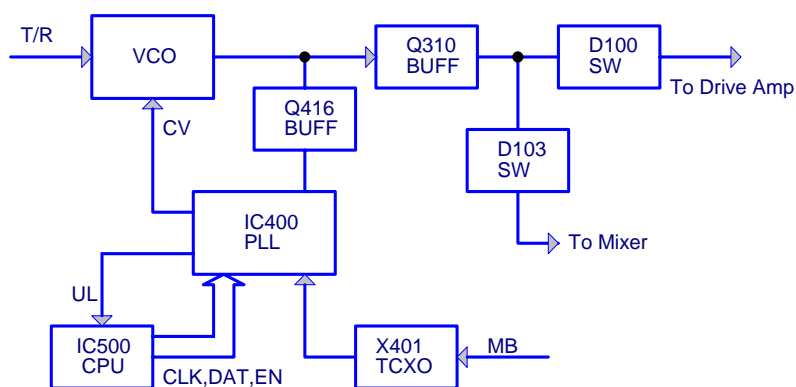 T/R
VCO
Q310
BUFF
D100
SW
To Drive Amp
Q416
BUFF
CV
D103
SW
IC400
PLL
To Mixer
UL
IC500
CPU
CLK,DAT,EN
X401
TCXO
MB